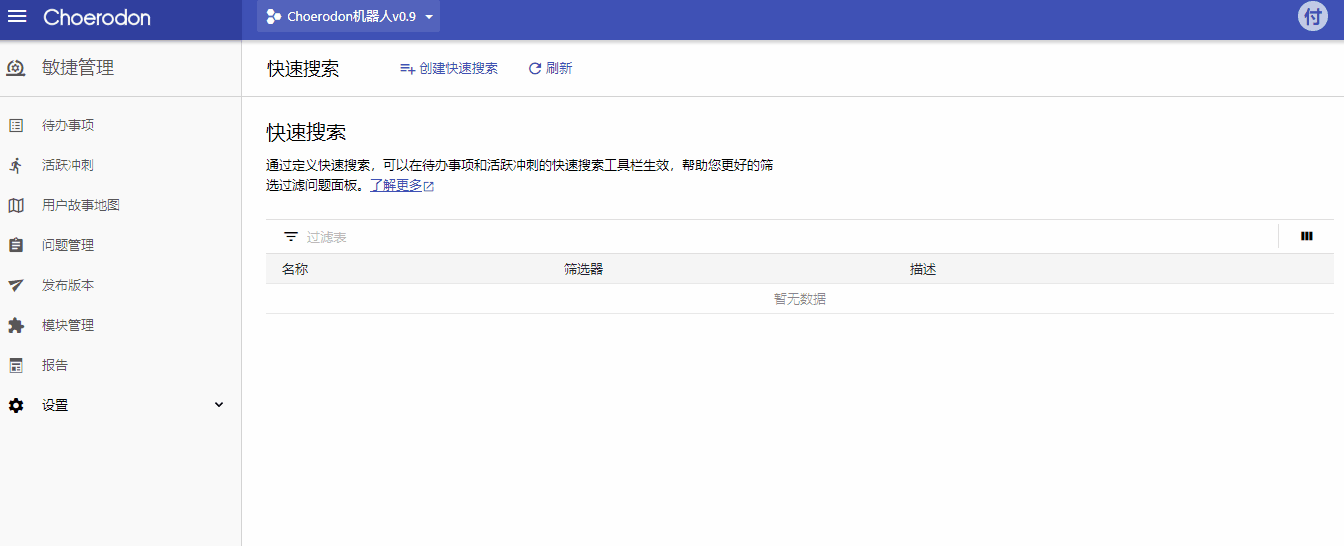 Choerodon
Choerodon机器人v0.9
付
敏捷管理
待办事项
活跃冲刺
用户故事地图
问题管理
发布版本
模块管理
报告
设置
快速搜索
创建快速搜索
刷新
快速搜索
通过定义快速搜索，可以在待办事项和活跃冲刺的快速搜索工具栏生效，帮助您更好的筛
选过滤问题面板。了解更多
过滤表
名称 筛选器 描述
暂无数据